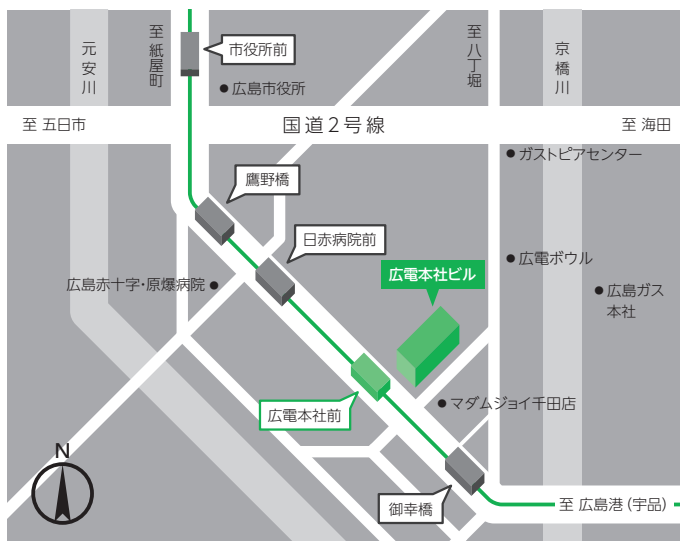 元安川
至 紙屋町
市役所前
広島市役所
至 八丁堀
京橋川
至 五日市
国道2号線
至 海田
ガストピアセンター
鷹野橋
日赤病院前
広島赤十字・原爆病院
広電本社ビル
広電ボウル
広島ガス
本社
マダムジョイ千田店
広電本社前
御幸橋
至 広島港(宇品)
N